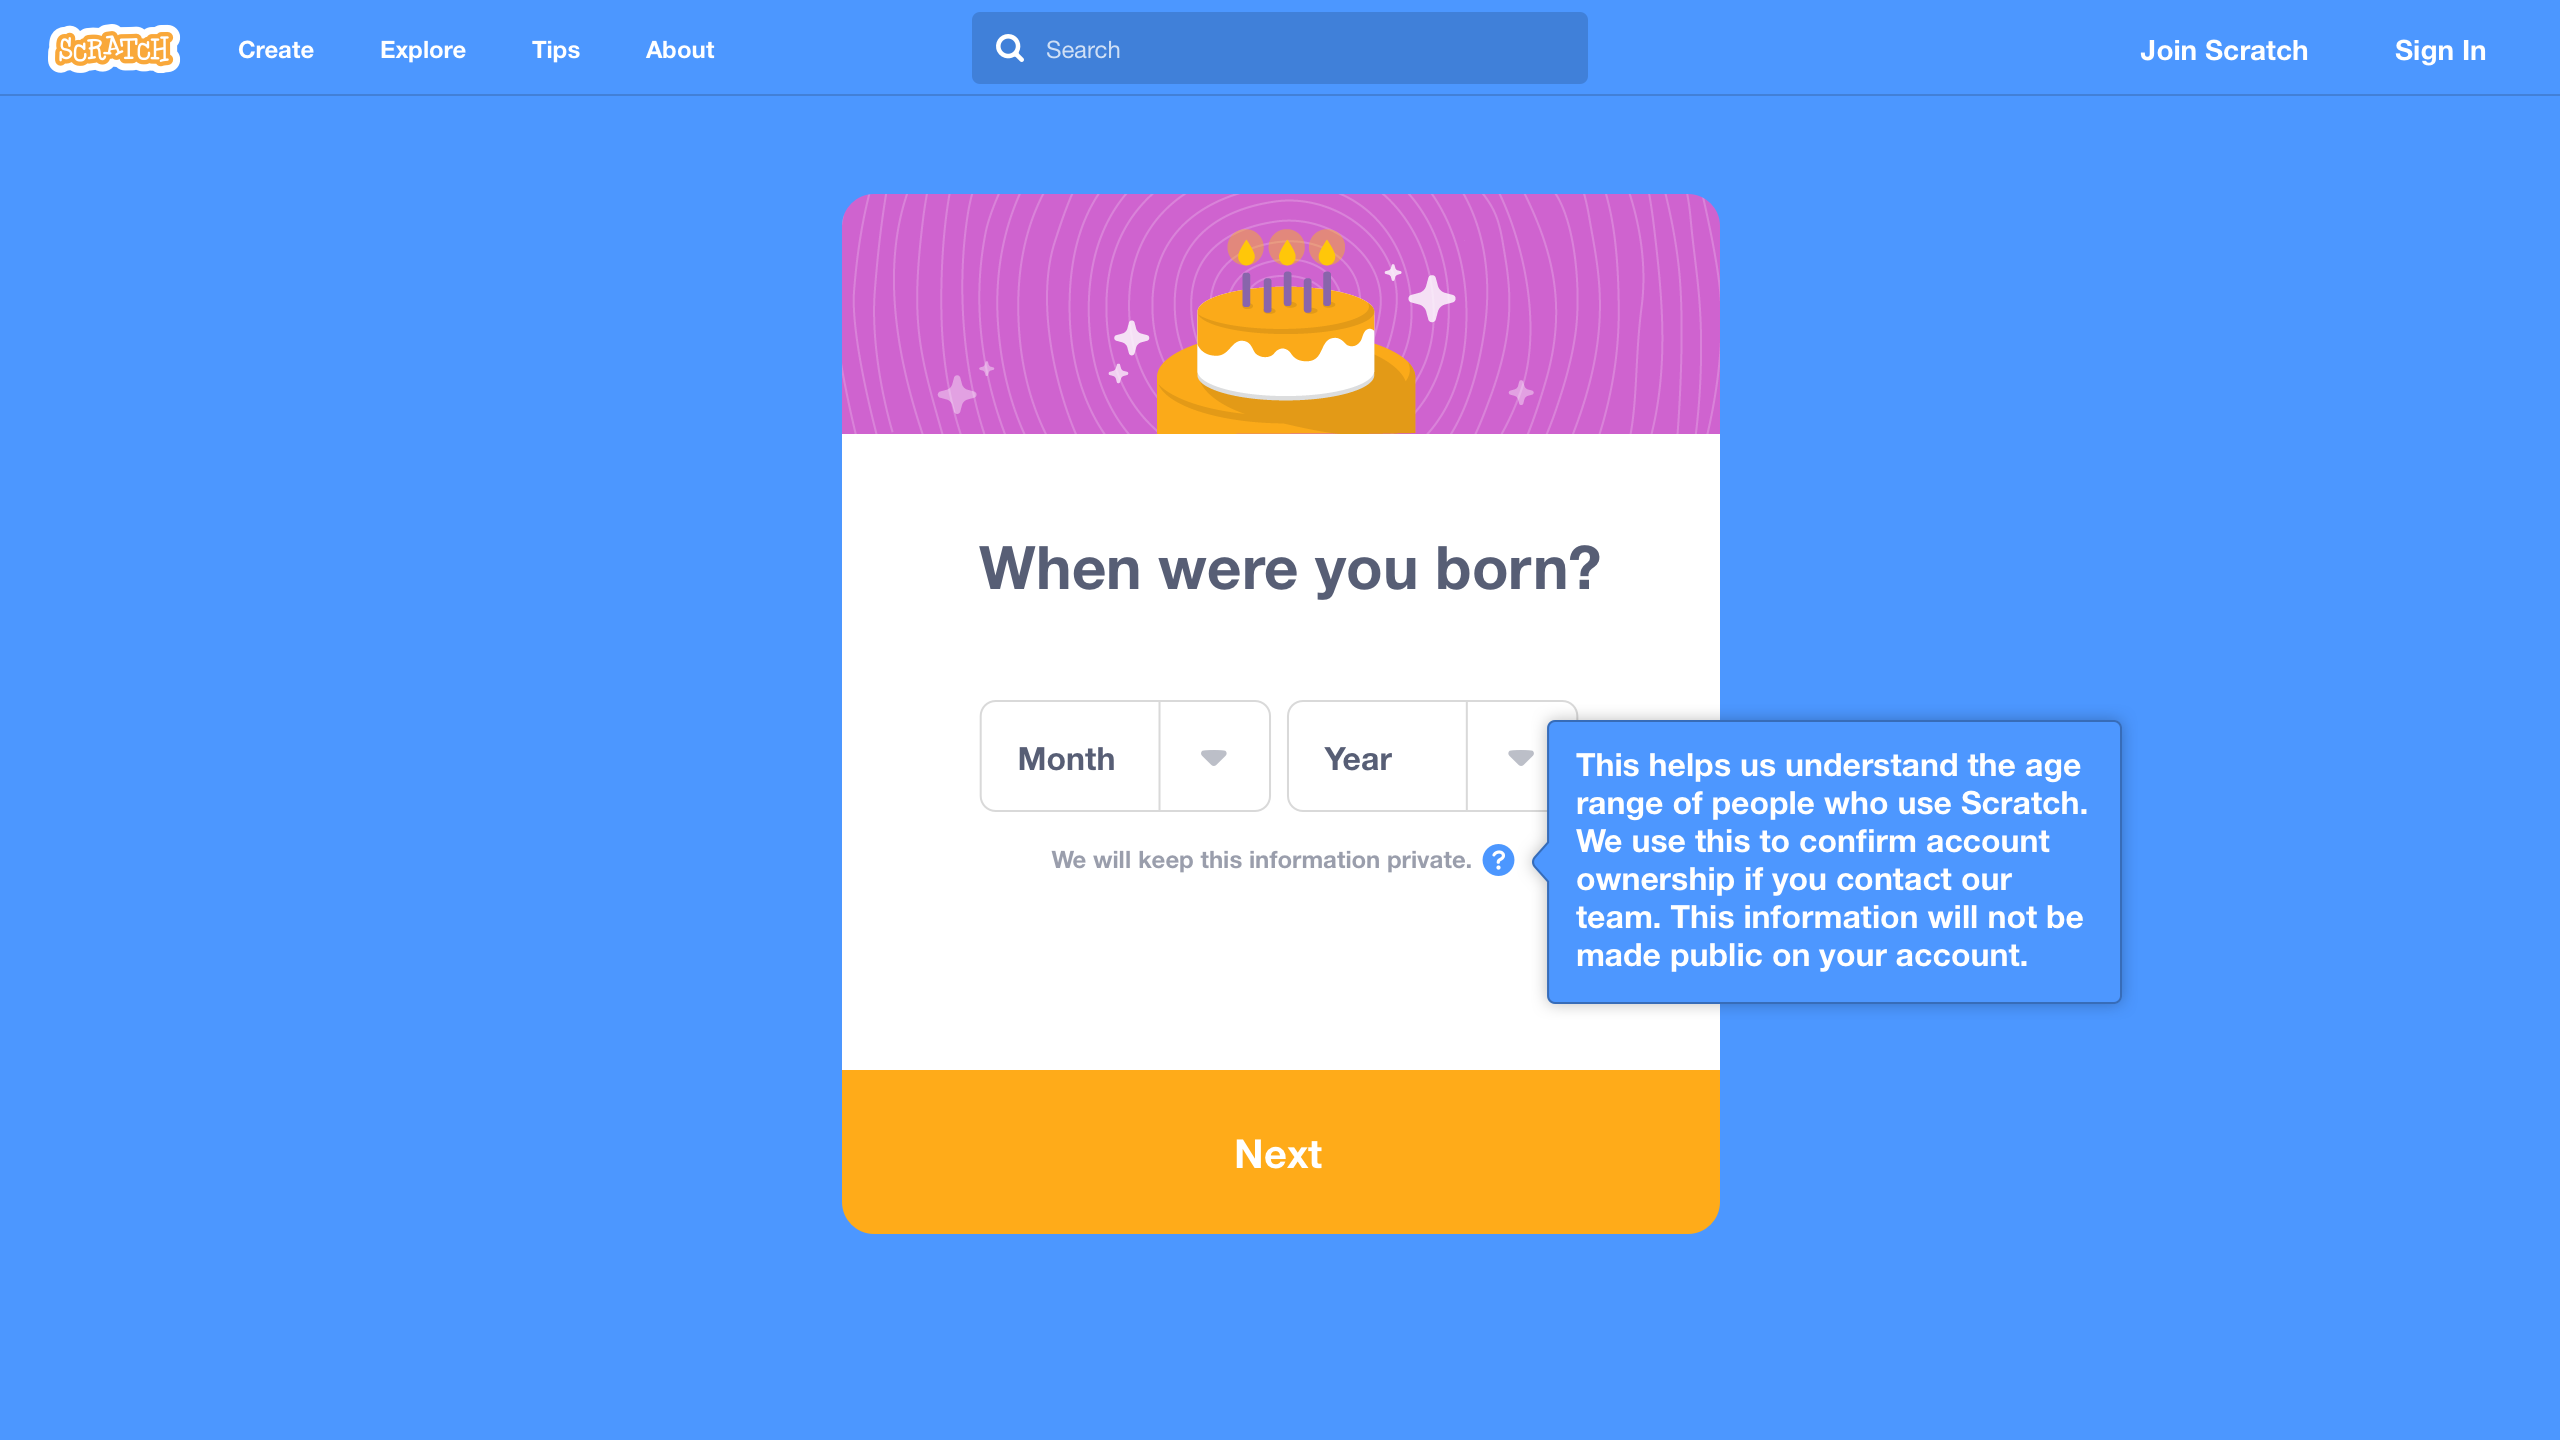 SCRATCH
Create
Explore
Tips
About
Search
Join Scratch
Sign In
When were you born?
Month
Year
We will keep this information private.
?
This helps us understand the age
range of people who use Scratch.
We use this to confirm account
ownership if you contact our
team. This information will not be
made public on your account.
Next